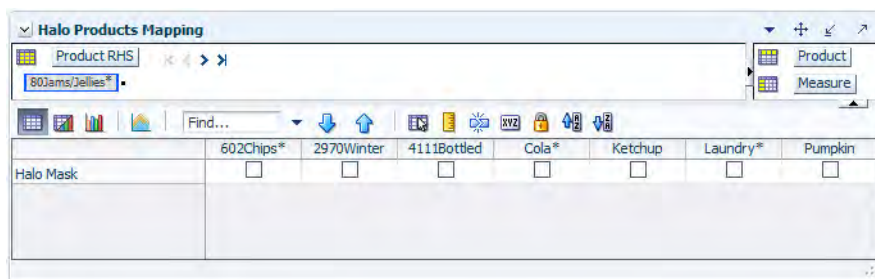 Halo Products Mapping
Product RHS
Product
80Jams/Jellies*
Measure
Find...
XYZ
602Chips* 2970Winter 4111Bottled Cola* Ketchup Laundry* Pumpkin
Halo Mask